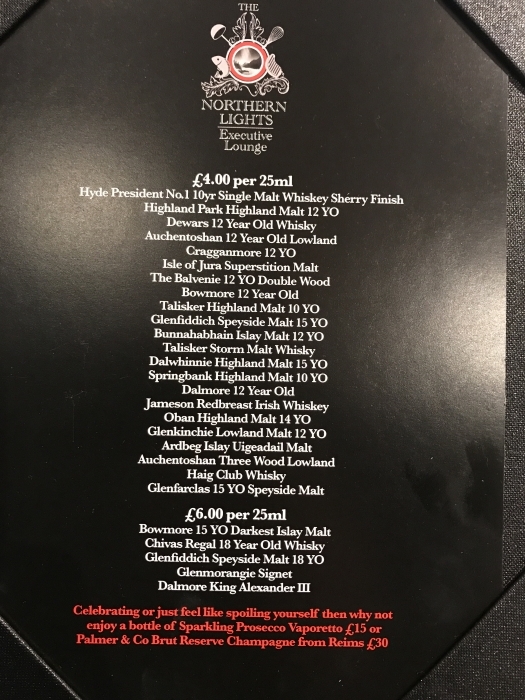 THE
NORTHERN
LIGHTS
Executive
Lounge
£4.00 per 25ml
Hyde President No.1 10yr Single Malt Whiskey Sherry Finish
Highland Park Highland Malt 12 YO
Dewars 12 Year Old Whisky
Auchentoshan 12 Year Old Lowland
Cragganmore 12 YO
Isle of Jura Superstition Malt
The Balvenie 12 YO Double Wood
Bowmore 12 Year Old
Talisker Highland Malt 10 YO
Glenfiddich Speyside Malt 15 YO
Bunnahabhain Islay Malt 12 YO
Talisker Storm Malt Whisky
Dalwhinnie Highland Malt 15 YO
Springbank Highland Malt 10 YO
Dalmore 12 Year Old
Jameson Redbreast Irish Whiskey
Oban Highland Malt 14 YO
Glenkinchie Lowland Malt 12 YO
Ardbeg Islay Uigeadail Malt
Auchentoshan Three Wood Lowland
Haig Club Whisky
Glenfarclas 15 YO Speyside Malt
£6.00 per 25ml
Bowmore 15 YO Darkest Islay Malt
Chivas Regal 18 Year Old Whisky
Glenfiddich Speyside Malt 18 YO
Glenmorangie Signet
Dalmore King Alexander III
Celebrating or just feel like spoiling yourself then why not
enjoy a bottle of Sparkling Prosecco Vaporetto £15 or
Palmer & Co Brut Reserve Champagne from Reims £30